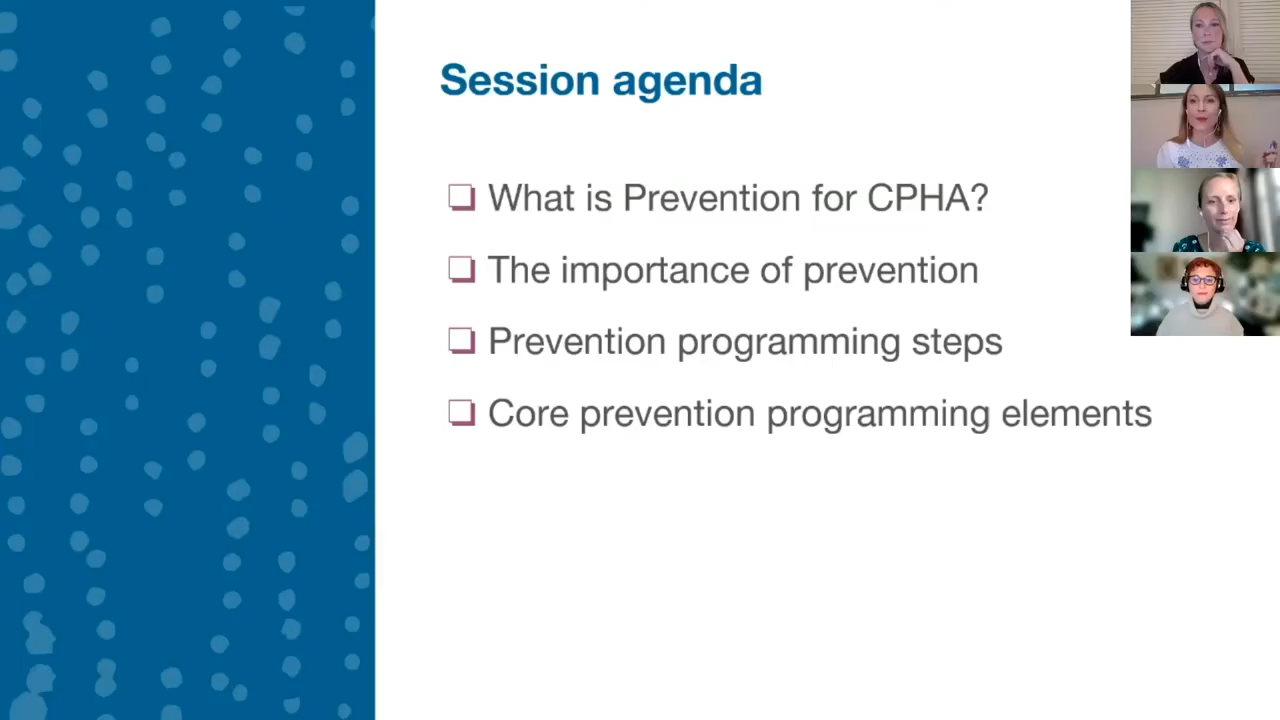 Session agenda
What is Prevention for CPHA?
The importance of prevention
Prevention programming steps
Core prevention programming elements